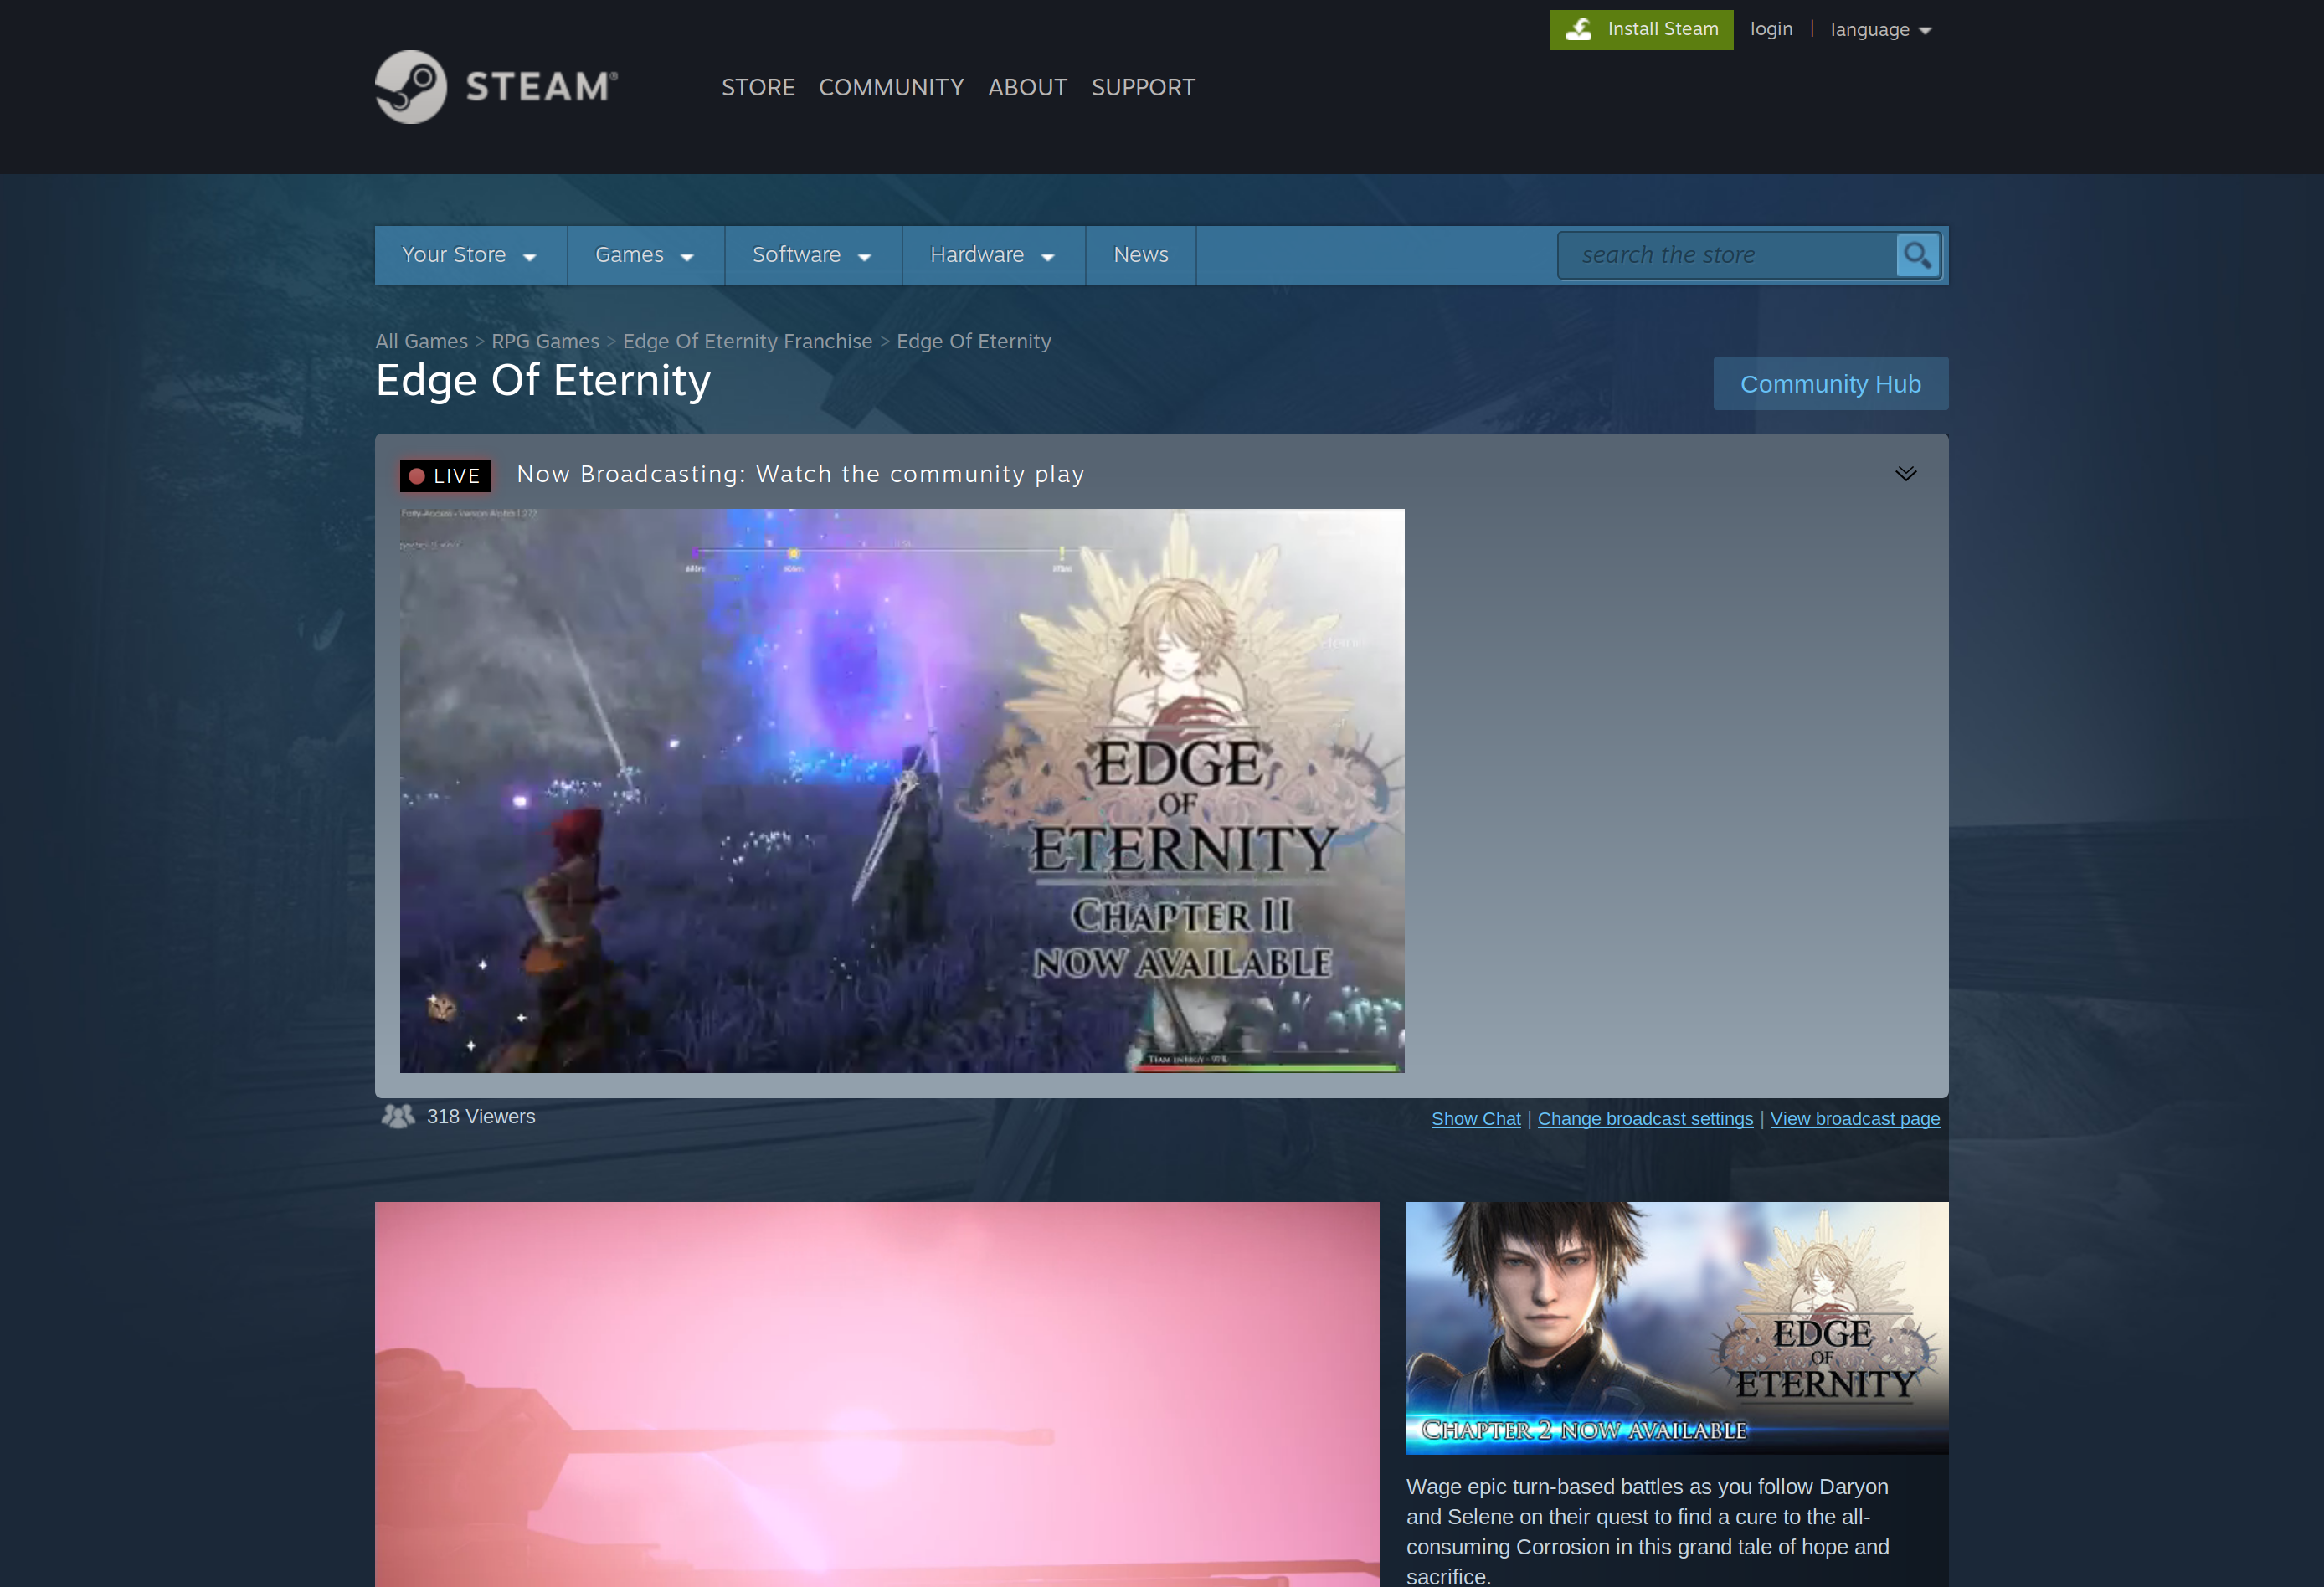 Install Steam
login | language
STEAM®
STORE COMMUNITY ABOUT SUPPORT
Your Store Games Software Hardware News
search the store
All Games > RPG Games > Edge Of Eternity Franchise > Edge Of Eternity
Edge Of Eternity
Community Hub
LIVE Now Broadcasting: Watch the community play
EDGE
OF
ETERNITY
CHAPTER II
NOW AVAILABLE
TEAM ENERGY
318 Viewers
Show Chat | Change broadcast settings | View broadcast page
EDGE
OF
ETERNITY
CHAPTER 2 NOW AVAILABLE
Wage epic turn-based battles as you follow Daryon
and Selene on their quest to find a cure to the all-
consuming Corrosion in this grand tale of hope and
sacrifice.